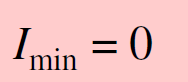 I_min = 0